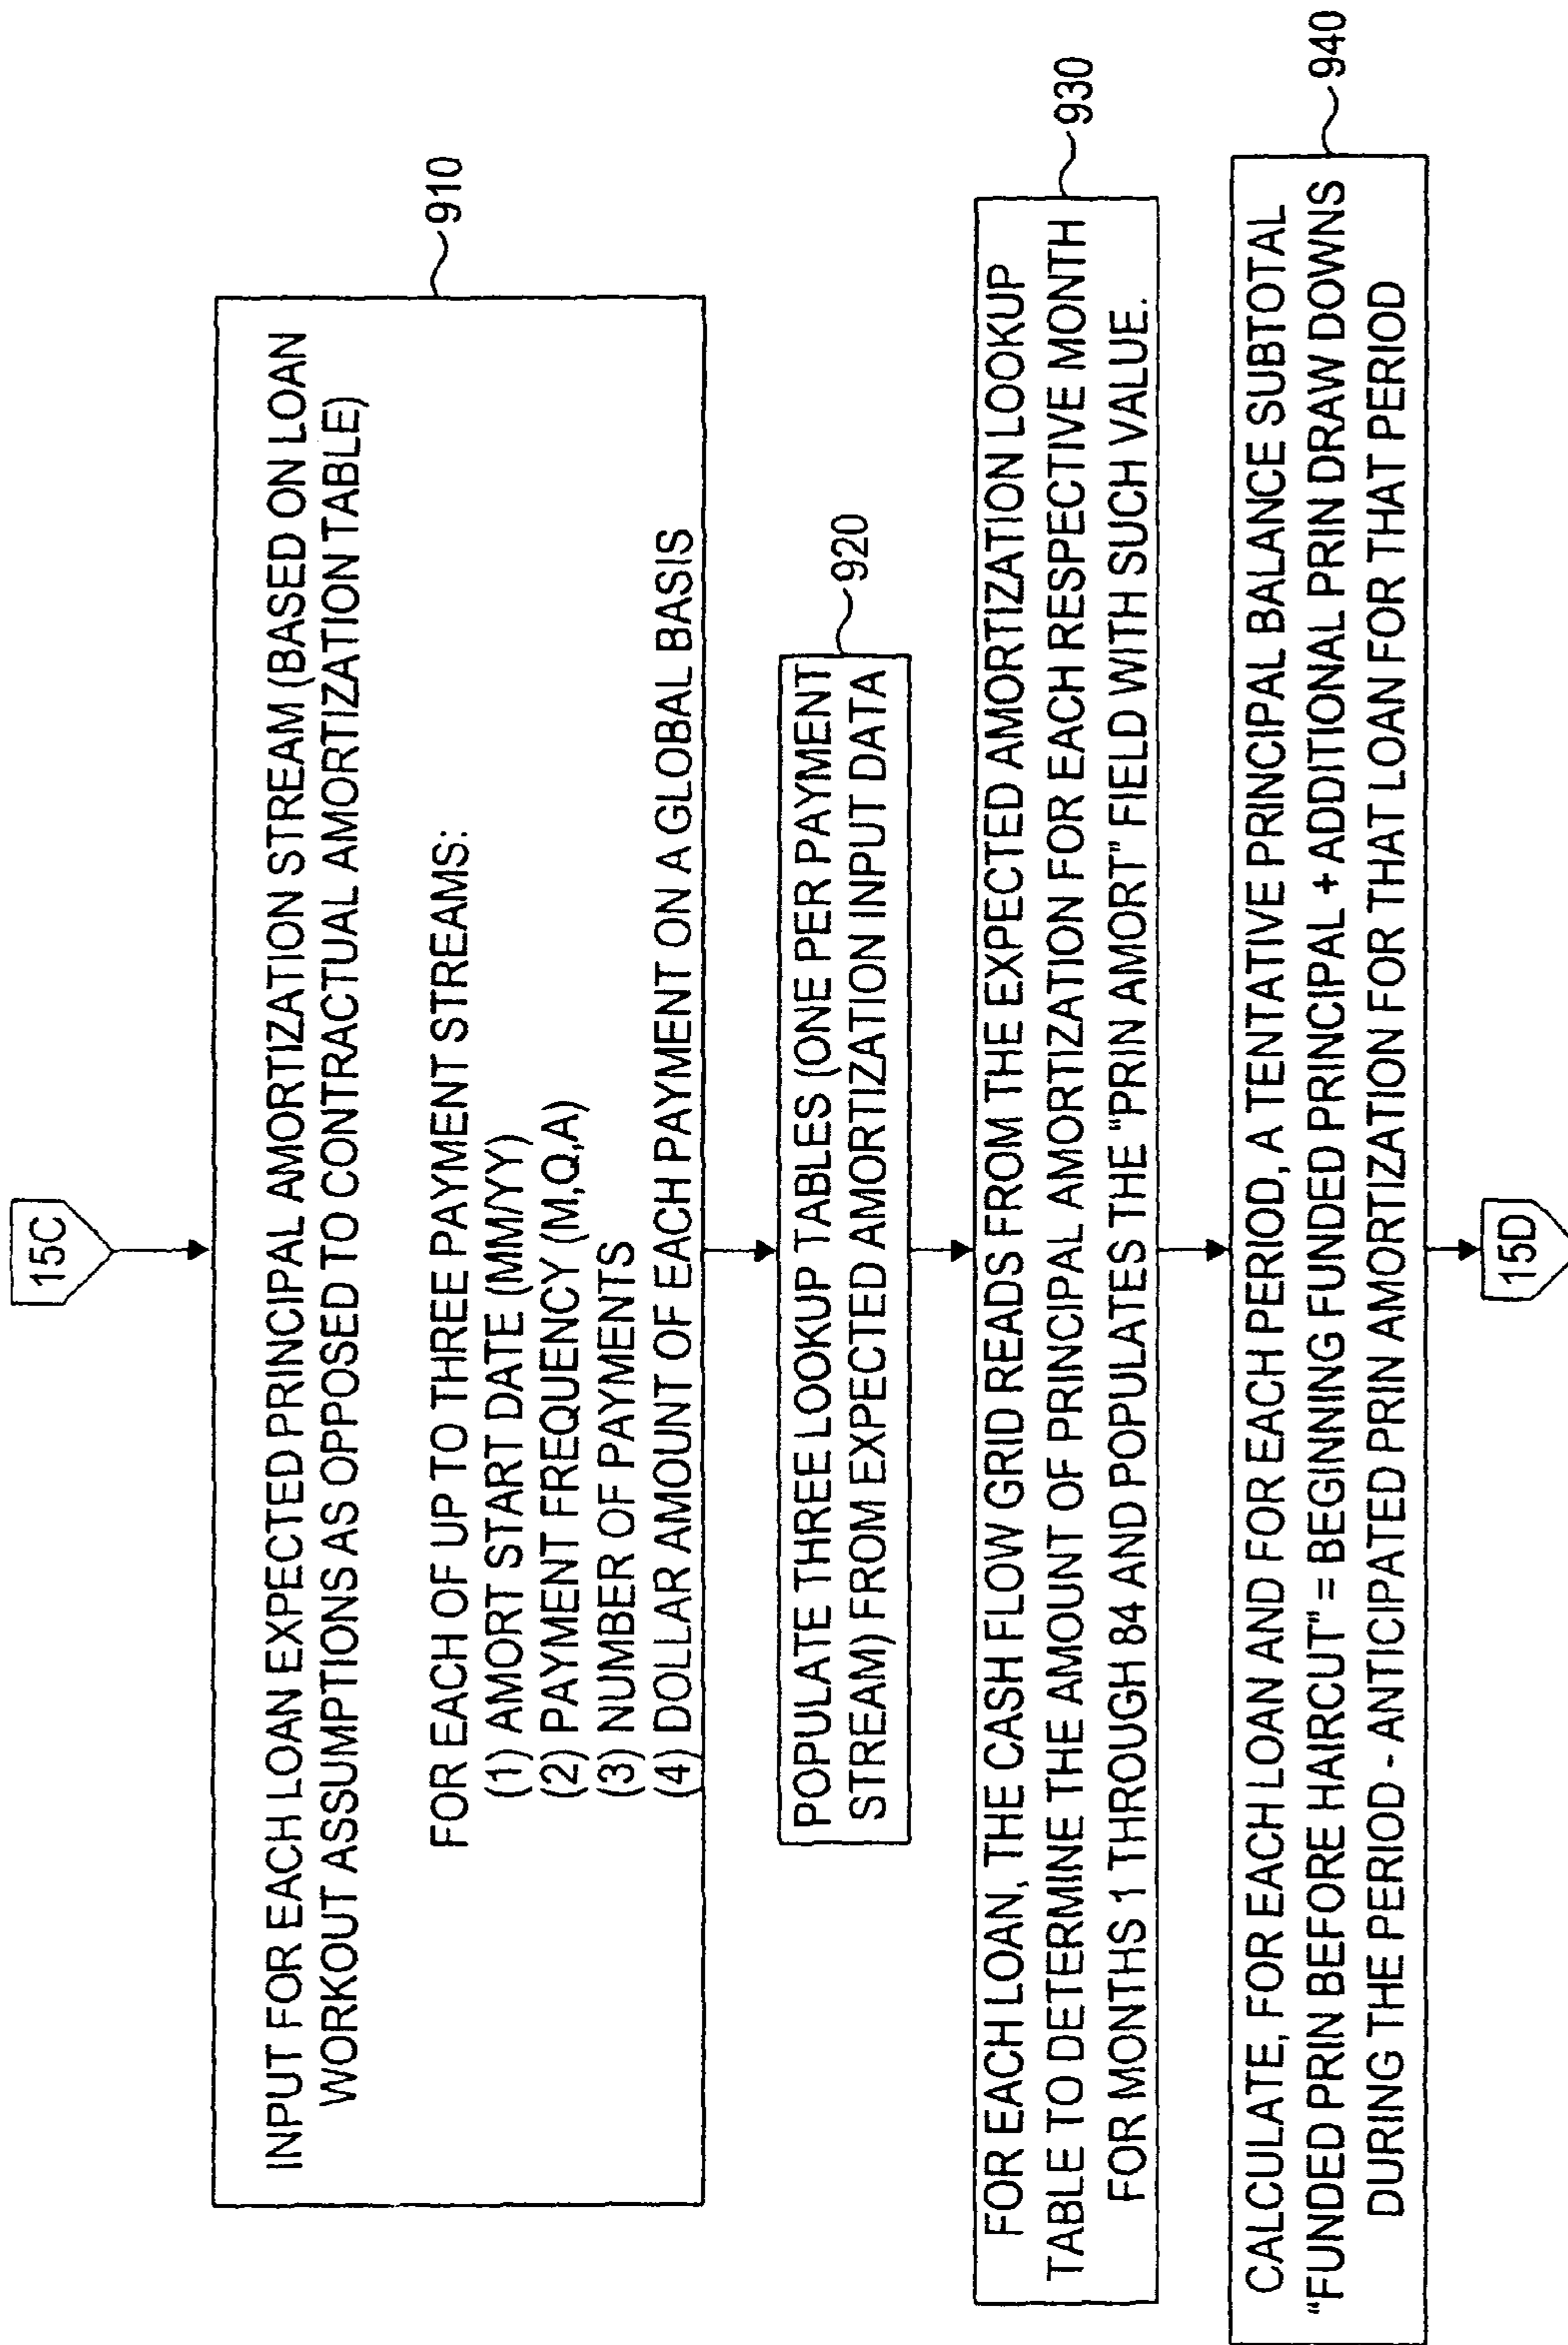 15C
INPUT FOR EACH LOAN EXPECTED PRINCIPAL AMORTIZATION STREAM (BASED ON LOAN
WORKOUT ASSUMPTIONS AS OPPOSED TO CONTRACTUAL AMORTIZATION TABLE)
FOR EACH OF UP TO THREE PAYMENT STREAMS:
(1) AMORT START DATE (MM/YY)
(2) PAYMENT FREQUENCY (M,Q,A)
(3) NUMBER OF PAYMENTS
(4) DOLLAR AMOUNT OF EACH PAYMENT ON A GLOBAL BASIS
910
POPULATE THREE LOOKUP TABLES (ONE PER PAYMENT
STREAM) FROM EXPECTED AMORTIZATION INPUT DATA
920
FOR EACH LOAN, THE CASH FLOW GRID READS FROM THE EXPECTED AMORTIZATION LOOKUP
TABLE TO DETERMINE THE AMOUNT OF PRINCIPAL AMORTIZATION FOR EACH RESPECTIVE MONTH
FOR MONTHS 1 THROUGH 84 AND POPULATES THE "PRIN AMORT" FIELD WITH SUCH VALUE.
930
CALCULATE, FOR EACH LOAN AND FOR EACH PERIOD, A TENTATIVE PRINCIPAL BALANCE SUBTOTAL
"FUNDED PRIN BEFORE HAIRCUT" = BEGINNING FUNDED PRINCIPAL + ADDITIONAL PRIN DRAW DOWNS
DURING THE PERIOD - ANTICIPATED PRIN AMORTIZATION FOR THAT LOAN FOR THAT PERIOD
940
15D